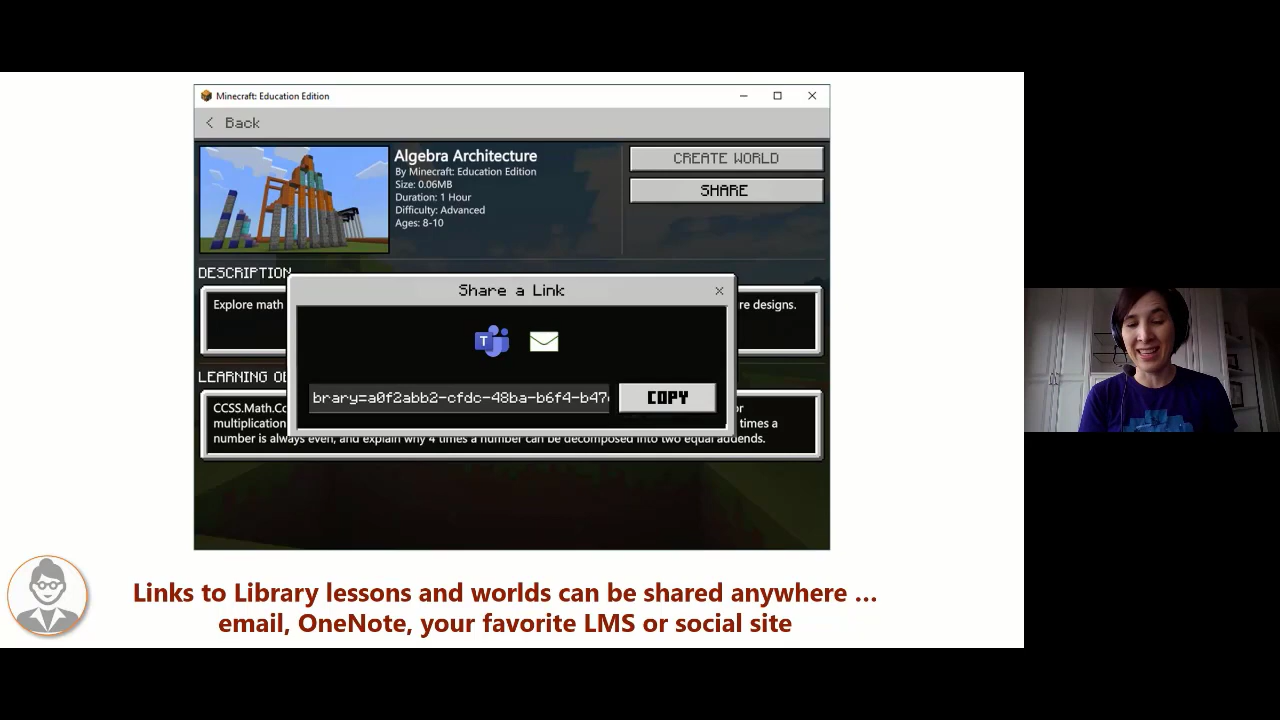 Minecraft: Education Edition
Back
Algebra Architecture
By Minecraft: Education Edition
Size: 0.06MB
Duration: 1 Hour
Difficulty: Advanced
Ages: 8-10
CREATE WORLD
SHARE
DESCRIPTION
Explore math re designs.
Share a Link
T
LEARNING
brary=a0f2abb2-cfdc-48ba-b6f4-b47
COPY
CCSS.Math.Co or
multiplication times a
number is always even, and explain why 4 times a number can be decomposed into two equal addends.
Links to Library lessons and worlds can be shared anywhere …
email, OneNote, your favorite LMS or social site